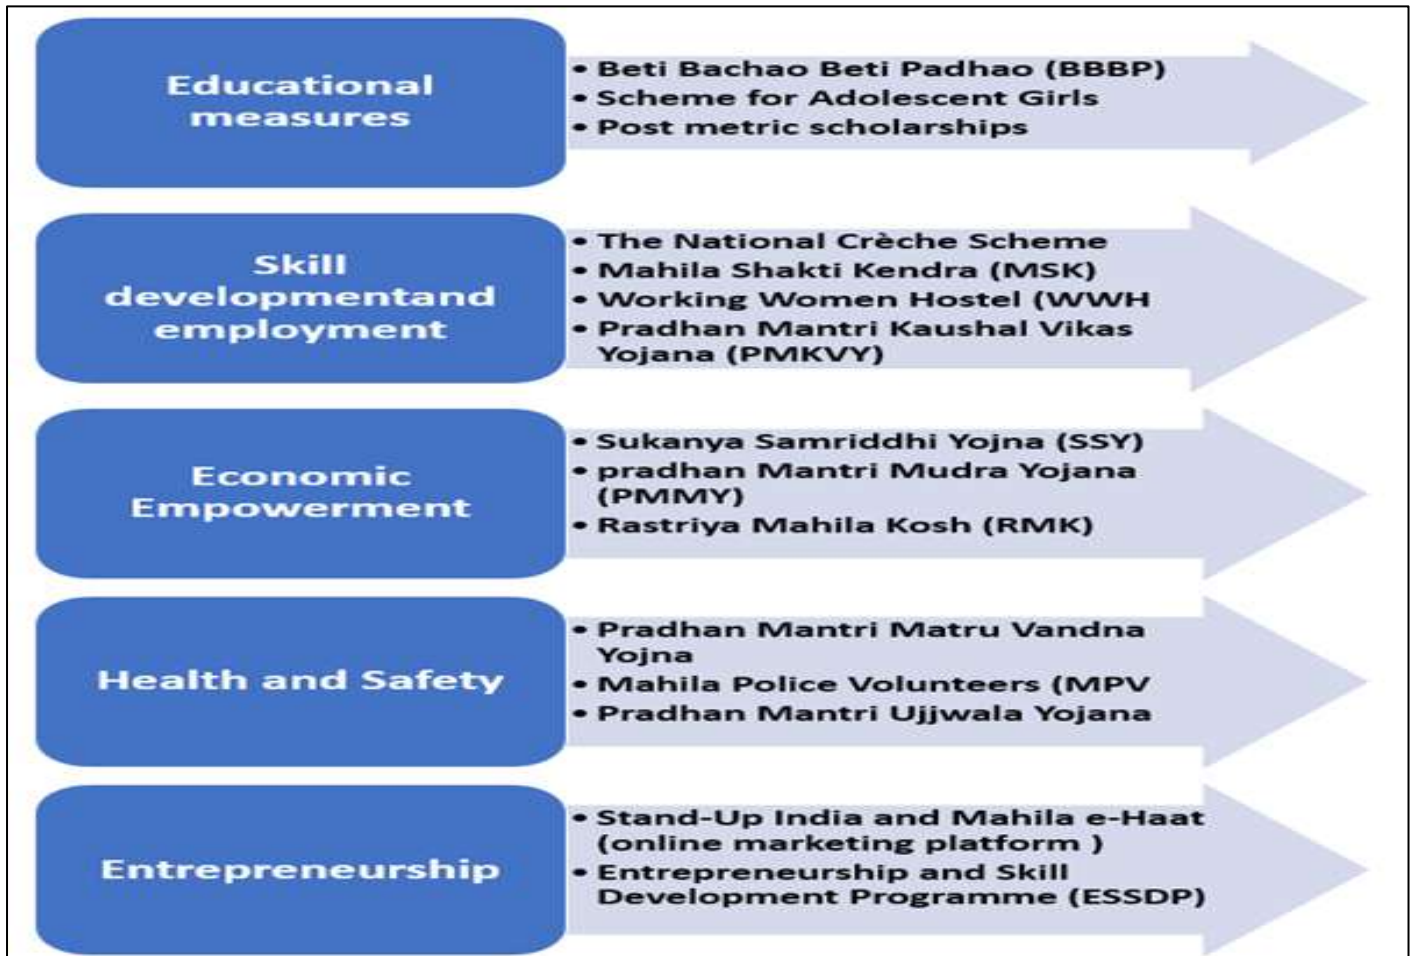 Educational
measures
• Beti Bachao Beti Padhao (BBBP)
• Scheme for Adolescent Girls
• Post metric scholarships
Skill
developmentand
employment
• The National Crèche Scheme
• Mahila Shakti Kendra (MSK)
• Working Women Hostel (WWH
• Pradhan Mantri Kaushal Vikas
Yojana (PMKVY)
Economic
Empowerment
• Sukanya Samriddhi Yojna (SSY)
• pradhan Mantri Mudra Yojana
(PMMY)
• Rastriya Mahila Kosh (RMK)
Health and Safety
• Pradhan Mantri Matru Vandna
Yojna
• Mahila Police Volunteers (MPV
• Pradhan Mantri Ujjwala Yojana
Entrepreneurship
• Stand-Up India and Mahila e-Haat
(online marketing platform )
• Entrepreneurship and Skill
Development Programme (ESSDP)